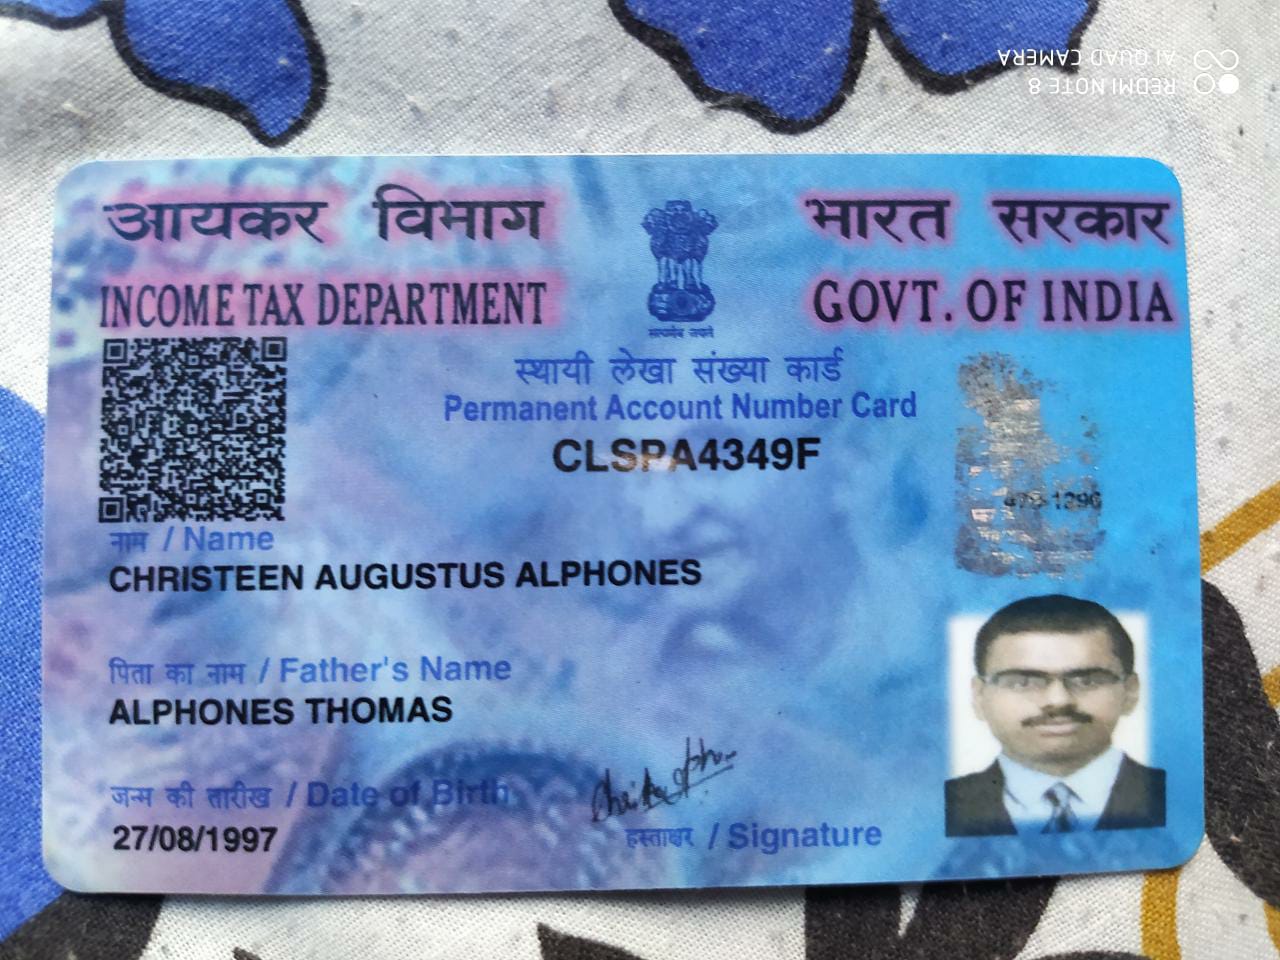 आयकर विभाग
INCOME TAX DEPARTMENT
भारत सरकार
GOVT. OF INDIA
सत्यमेव जयते
स्थायी लेखा संख्या कार्ड
Permanent Account Number Card
CLSPA4349F
नाम / Name
CHRISTEEN AUGUSTUS ALPHONES
पिता का नाम / Father's Name
ALPHONES THOMAS
जन्म की तारीख / Date of Birth
27/08/1997
हस्ताक्षर / Signature
REDMI NOTE 8
AI QUAD CAMERA